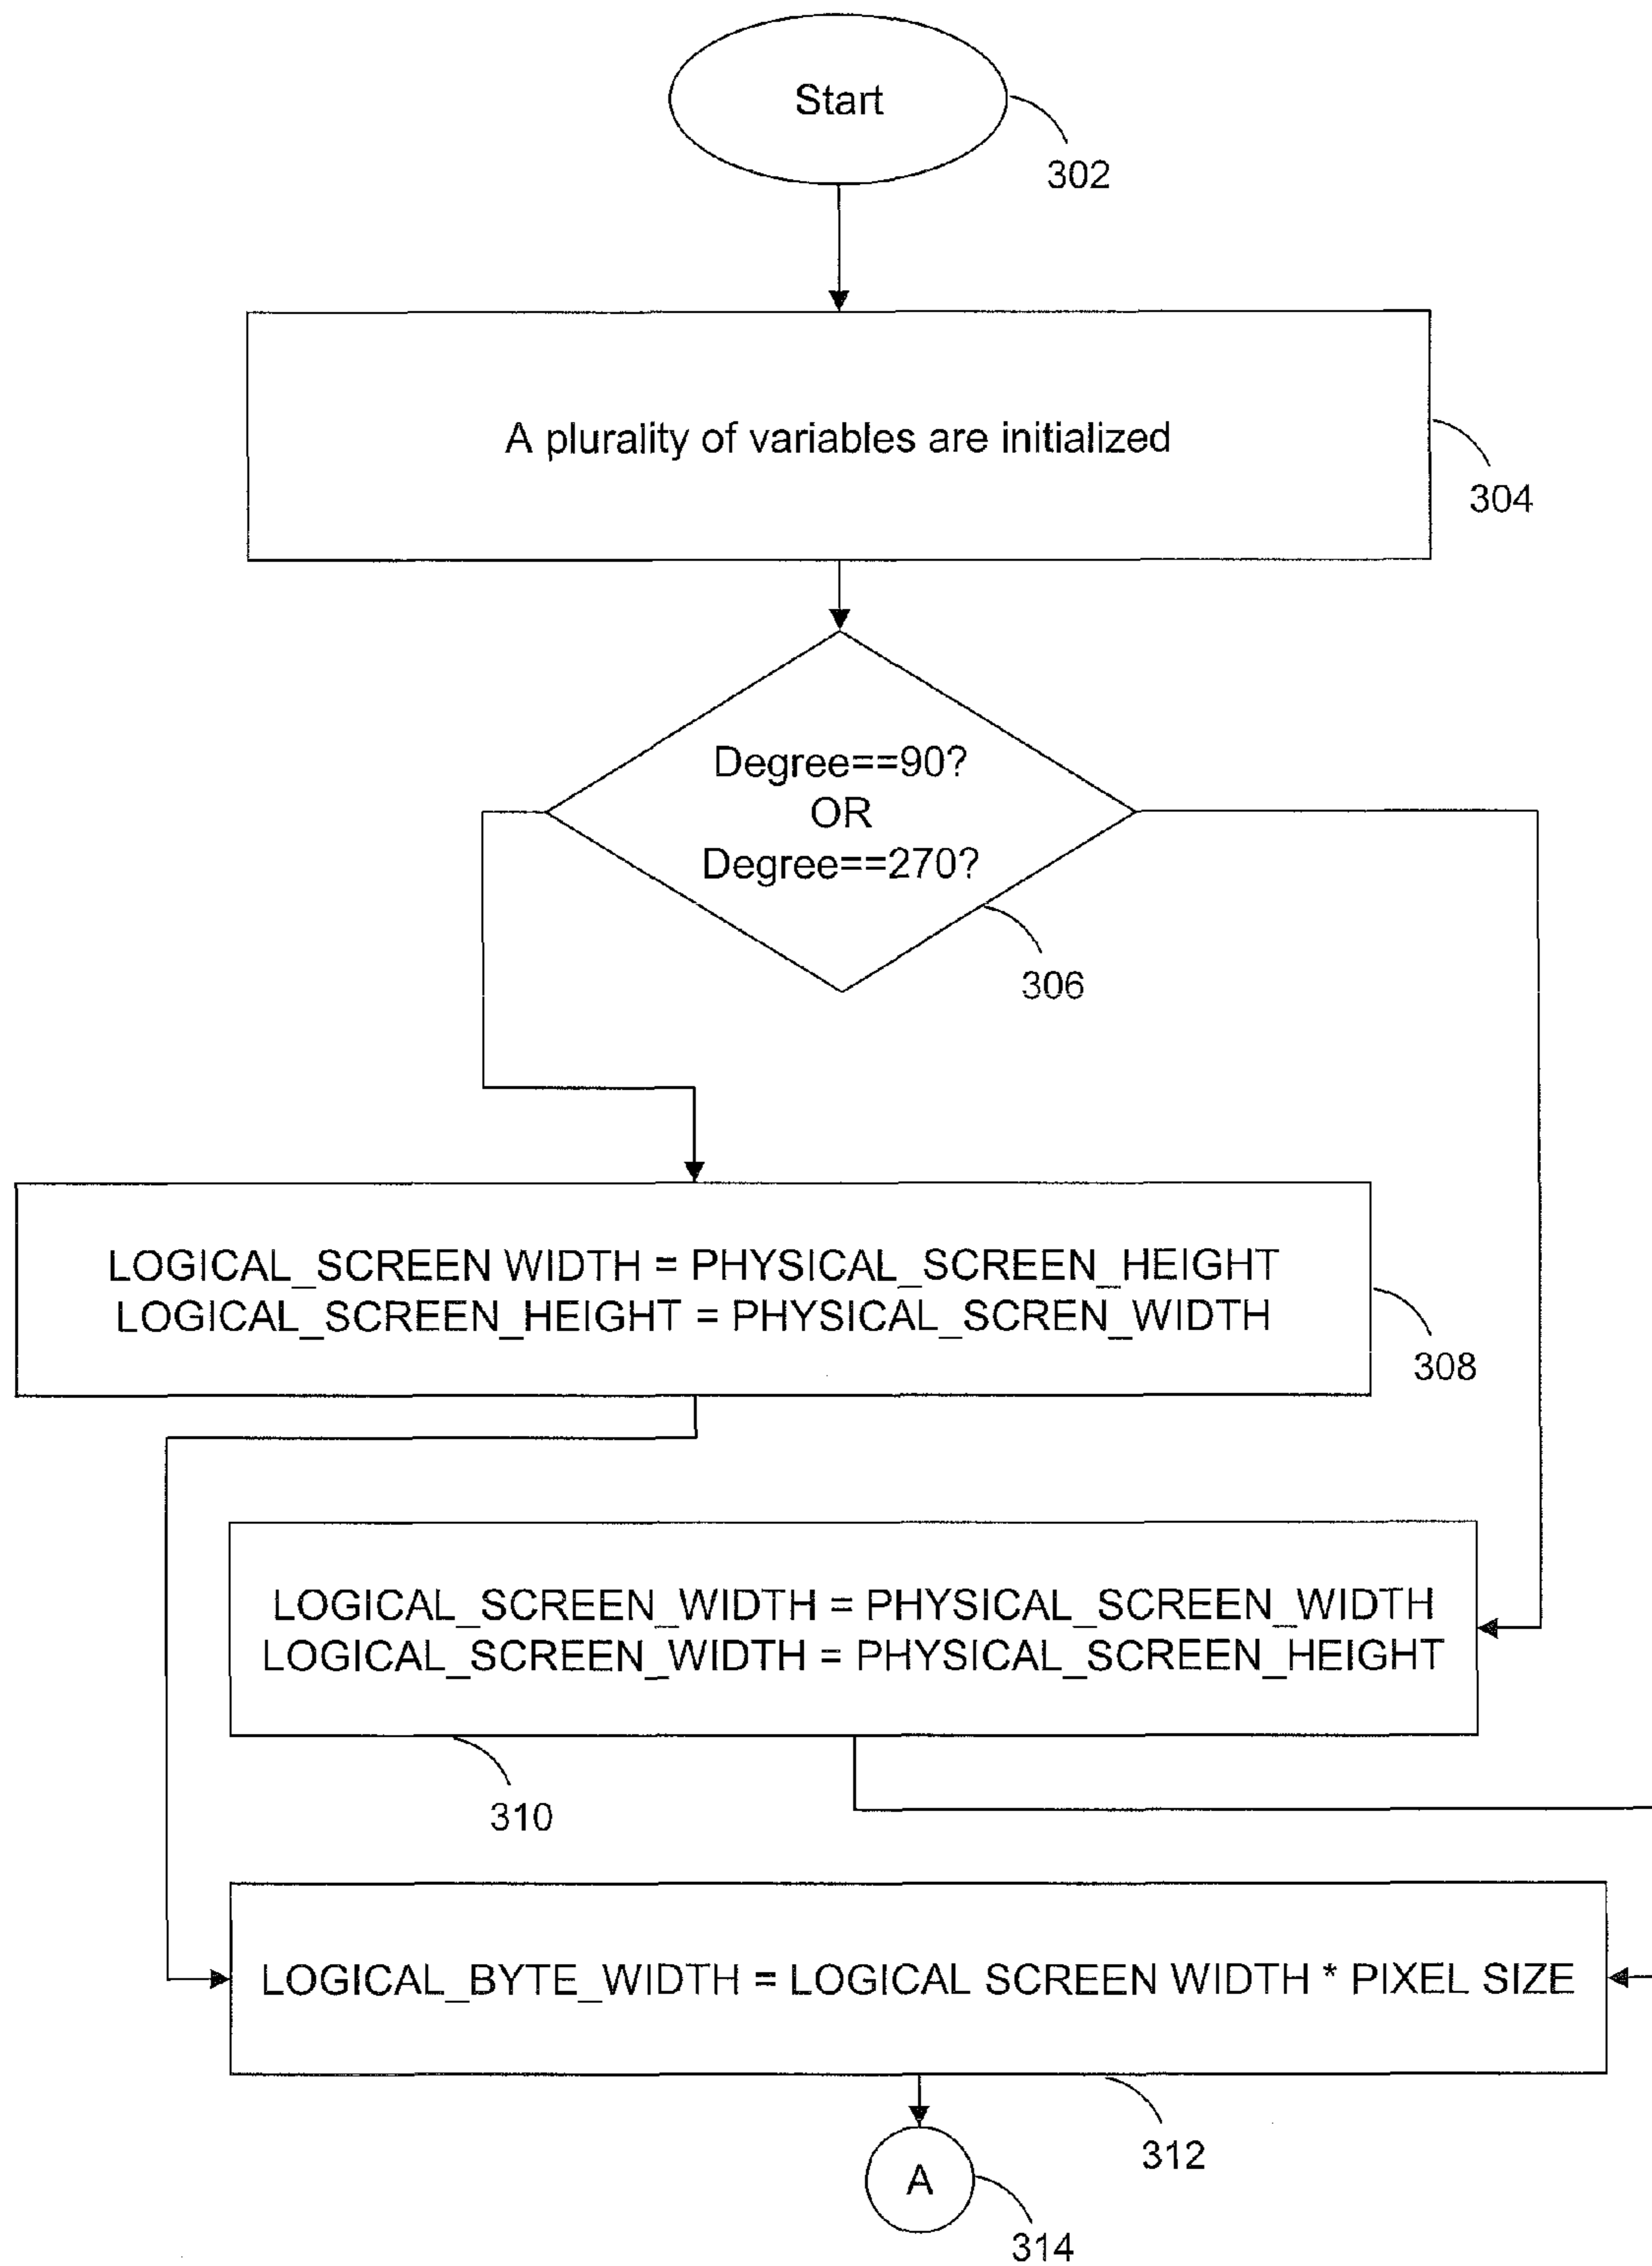 Start
302
A plurality of variables are initialized
304
Degree==90?
OR
Degree==270?
306
LOGICAL_SCREEN WIDTH = PHYSICAL_SCREEN_HEIGHT
LOGICAL_SCREEN_HEIGHT = PHYSICAL_SCREN_WIDTH
308
LOGICAL_SCREEN_WIDTH = PHYSICAL_SCREEN_WIDTH
LOGICAL_SCREEN_WIDTH = PHYSICAL_SCREEN_HEIGHT
310
LOGICAL_BYTE_WIDTH = LOGICAL SCREEN WIDTH * PIXEL SIZE
312
A
314